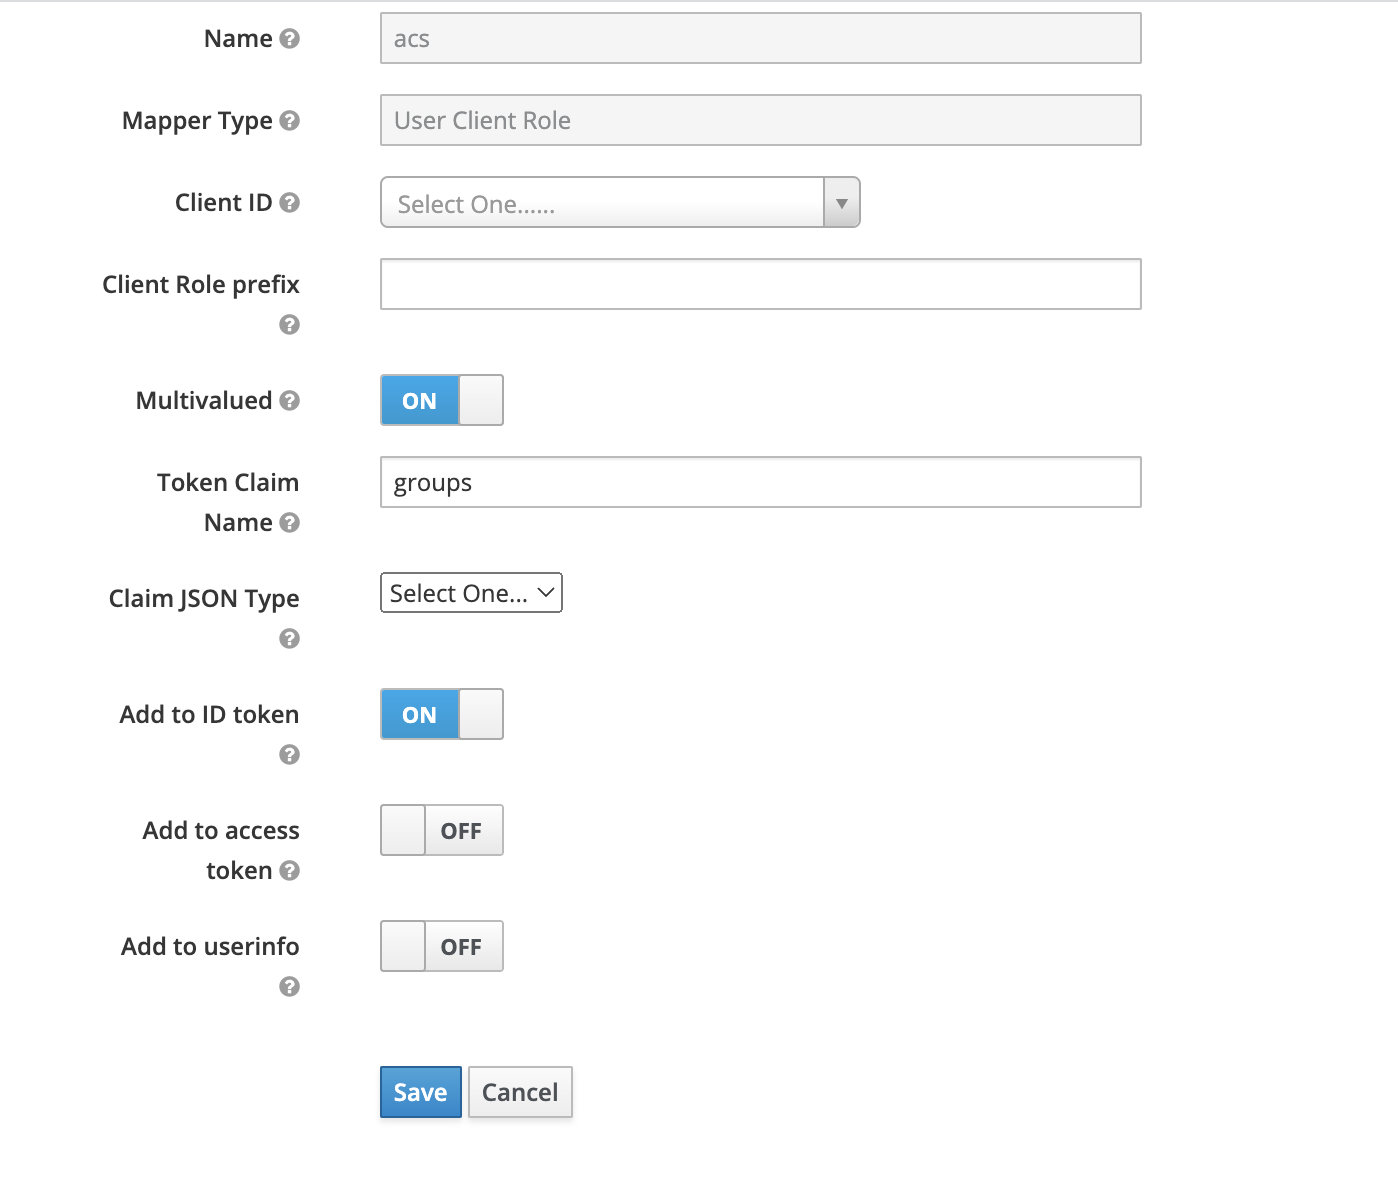 Name
acs
Mapper Type
User Client Role
Client ID
Select One......
Client Role prefix
Multivalued
ON
Token Claim
Name
groups
Claim JSON Type
Select One...
Add to ID token
ON
Add to access
token
OFF
Add to userinfo
OFF
Save Cancel